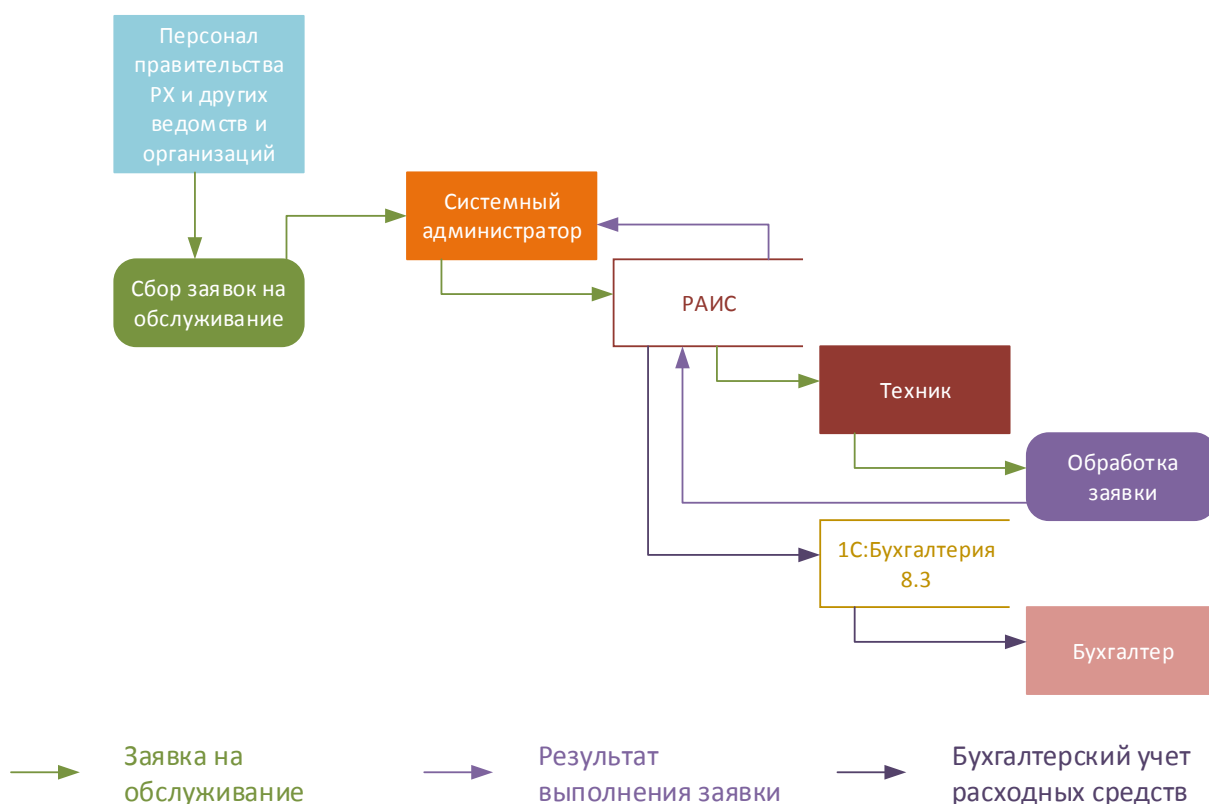 Персонал
правительства
РХ и других
ведомств и
организаций
Системный
администратор
Сбор заявок на
обслуживание
РАИС
Техник
Обработка
заявки
1С:Бухгалтерия
8.3
Бухгалтер
Заявка на
обслуживание
Результат
выполнения заявки
Бухгалтерский учет
расходных средств